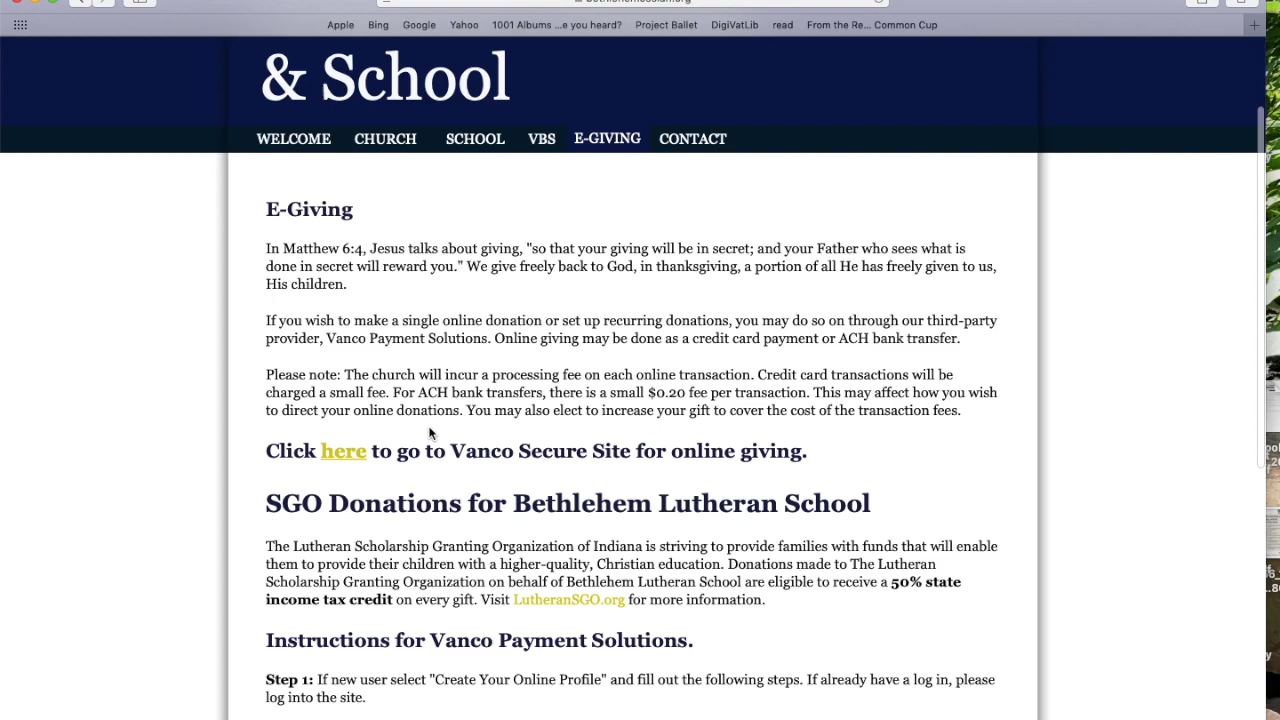 Apple Bing Google Yahoo 1001 Albums ...e you heard? Project Ballet DigiVatLib read From the Re... Common Cup
& School
WELCOME CHURCH SCHOOL VBS E-GIVING CONTACT
E-Giving
In Matthew 6:4, Jesus talks about giving, "so that your giving will be in secret; and your Father who sees what is
done in secret will reward you." We give freely back to God, in thanksgiving, a portion of all He has freely given to us,
His children.
If you wish to make a single online donation or set up recurring donations, you may do so on through our third-party
provider, Vanco Payment Solutions. Online giving may be done as a credit card payment or ACH bank transfer.
Please note: The church will incur a processing fee on each online transaction. Credit card transactions will be
charged a small fee. For ACH bank transfers, there is a small $0.20 fee per transaction. This may affect how you wish
to direct your online donations. You may also elect to increase your gift to cover the cost of the transaction fees.
Click here to go to Vanco Secure Site for online giving.
SGO Donations for Bethlehem Lutheran School
The Lutheran Scholarship Granting Organization of Indiana is striving to provide families with funds that will enable
them to provide their children with a higher-quality, Christian education. Donations made to The Lutheran
Scholarship Granting Organization on behalf of Bethlehem Lutheran School are eligible to receive a 50% state
income tax credit on every gift. Visit LutheranSGO.org for more information.
Instructions for Vanco Payment Solutions.
Step 1: If new user select "Create Your Online Profile" and fill out the following steps. If already have a log in, please
log into the site.